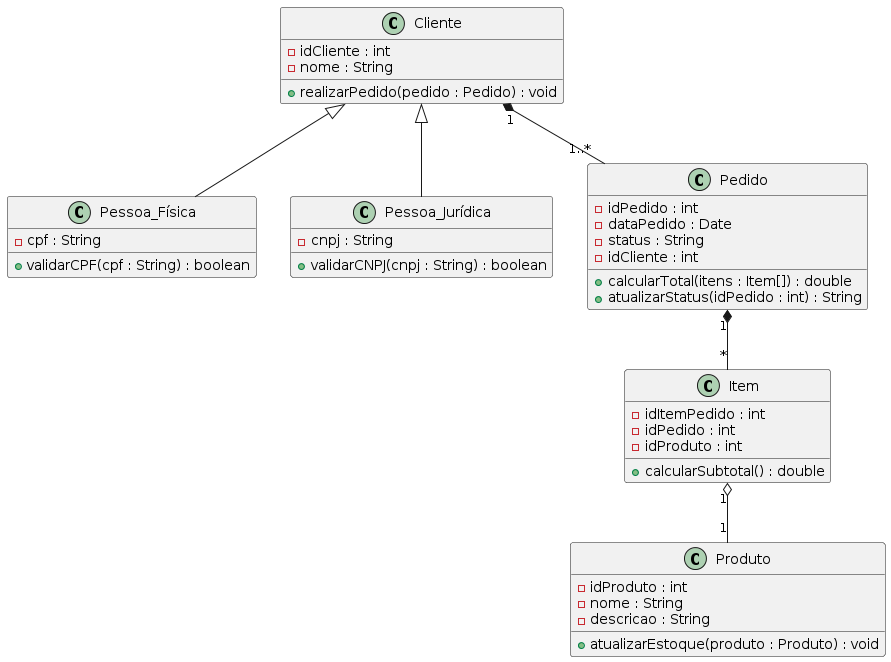 C Cliente
idCliente : int
nome : String
realizarPedido(pedido : Pedido) : void
1
1..*
C Pessoa_Física
cpf : String
validarCPF(cpf : String) : boolean
C Pessoa_Jurídica
cnpj : String
validarCNPJ(cnpj : String) : boolean
C Pedido
idPedido : int
dataPedido : Date
status : String
idCliente : int
calcularTotal(itens : Item[]) : double
atualizarStatus(idPedido : int) : String
1
*
C Item
idItemPedido : int
idPedido : int
idProduto : int
calcularSubtotal() : double
1
1
C Produto
idProduto : int
nome : String
descricao : String
atualizarEstoque(produto : Produto) : void